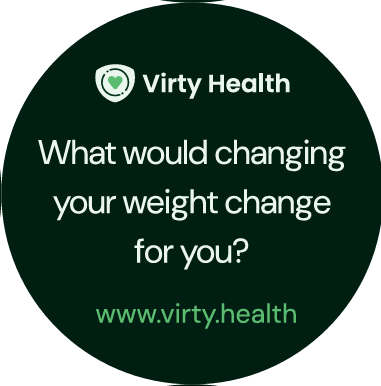 Virty Health
What would changing
your weight change
for you?
www.virty.health